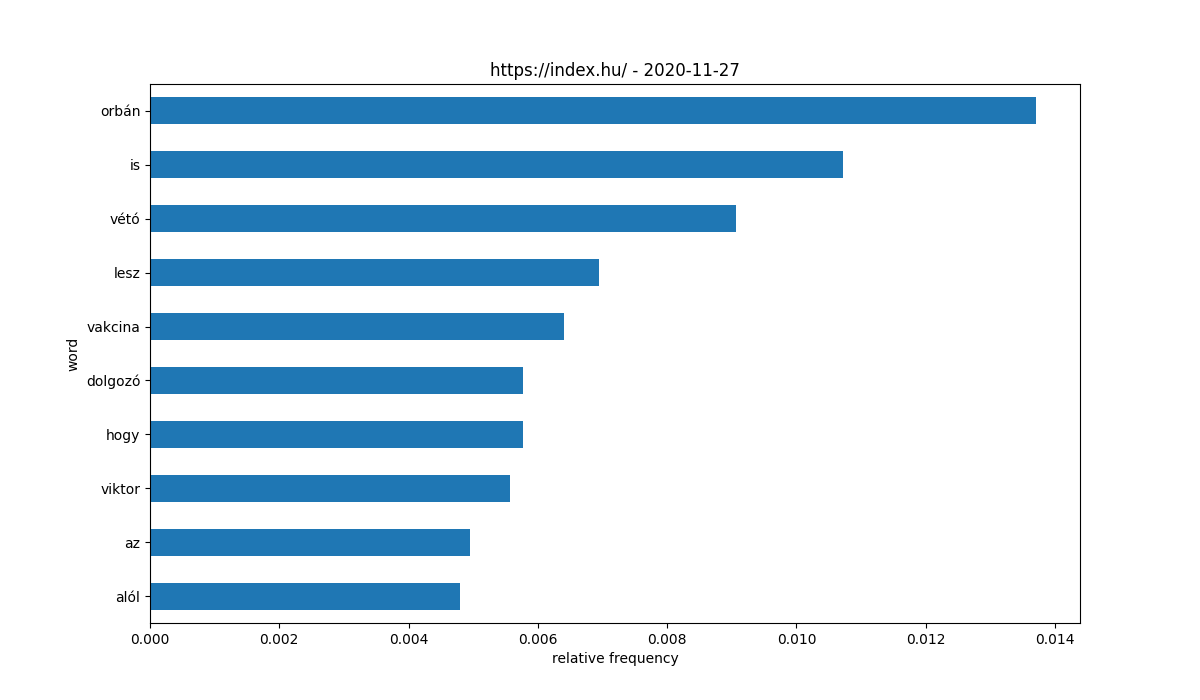 https://index.hu/ - 2020-11-27
orbán
is
vétó
lesz
vakcina
dolgozó
hogy
viktor
az
alól
word
0.000 0.002 0.004 0.006 0.008 0.010 0.012 0.014
relative frequency